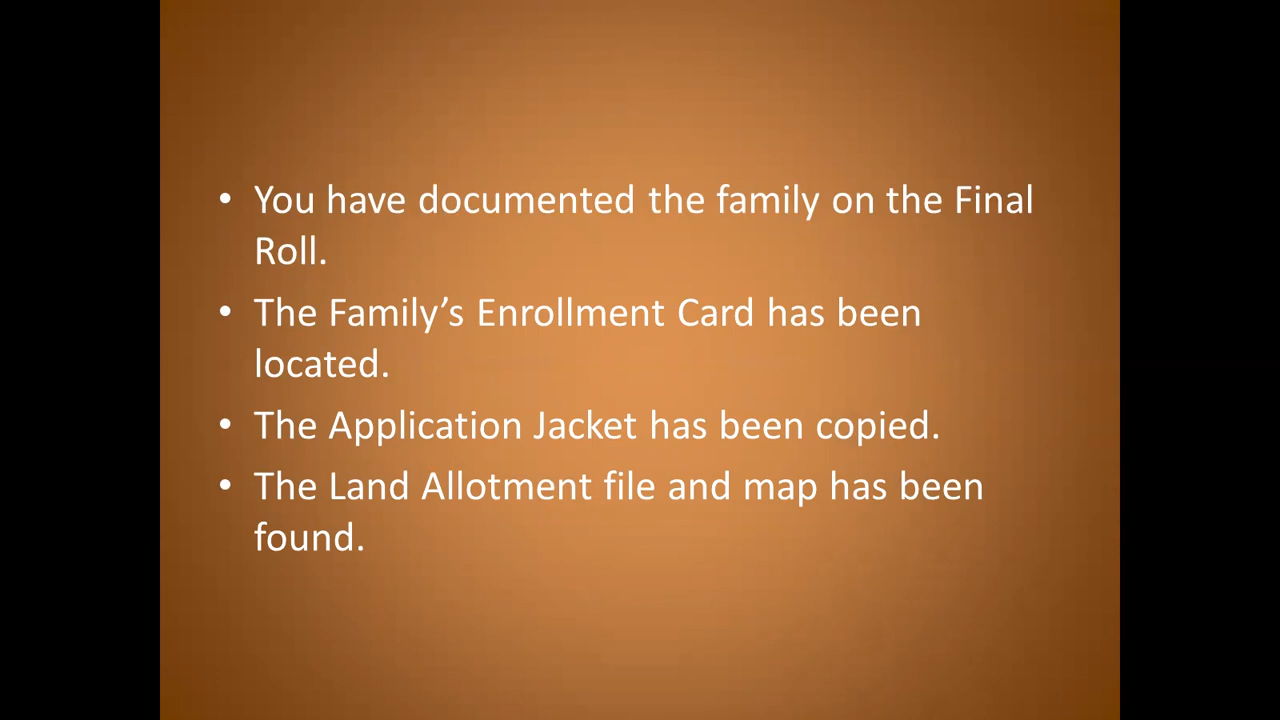 • You have documented the family on the Final
Roll.
• The Family’s Enrollment Card has been
located.
• The Application Jacket has been copied.
• The Land Allotment file and map has been
found.